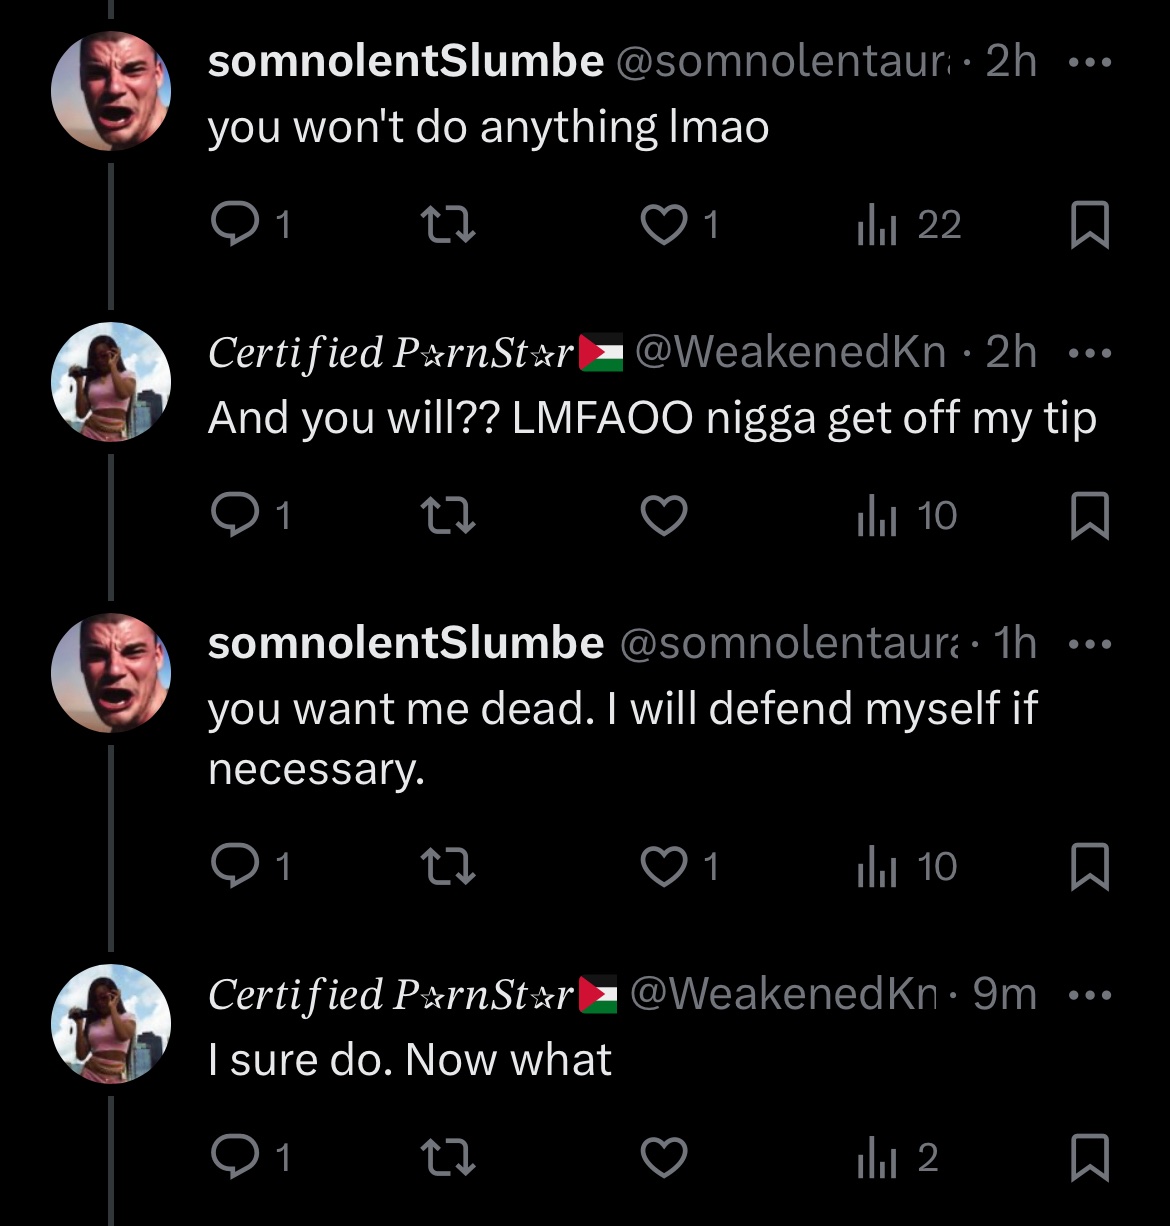 somnolentSlumbe @somnolentaur · 2h
you won't do anything lmao
1 1 22
Certified P☆rnSt☆r🇵🇸 @WeakenedKn · 2h
And you will?? LMFAOO nigga get off my tip
1 10
somnolentSlumbe @somnolentaura · 1h
you want me dead. I will defend myself if
necessary.
1 1 10
Certified P☆rnSt☆r🇵🇸 @WeakenedKn · 9m
I sure do. Now what
1 2